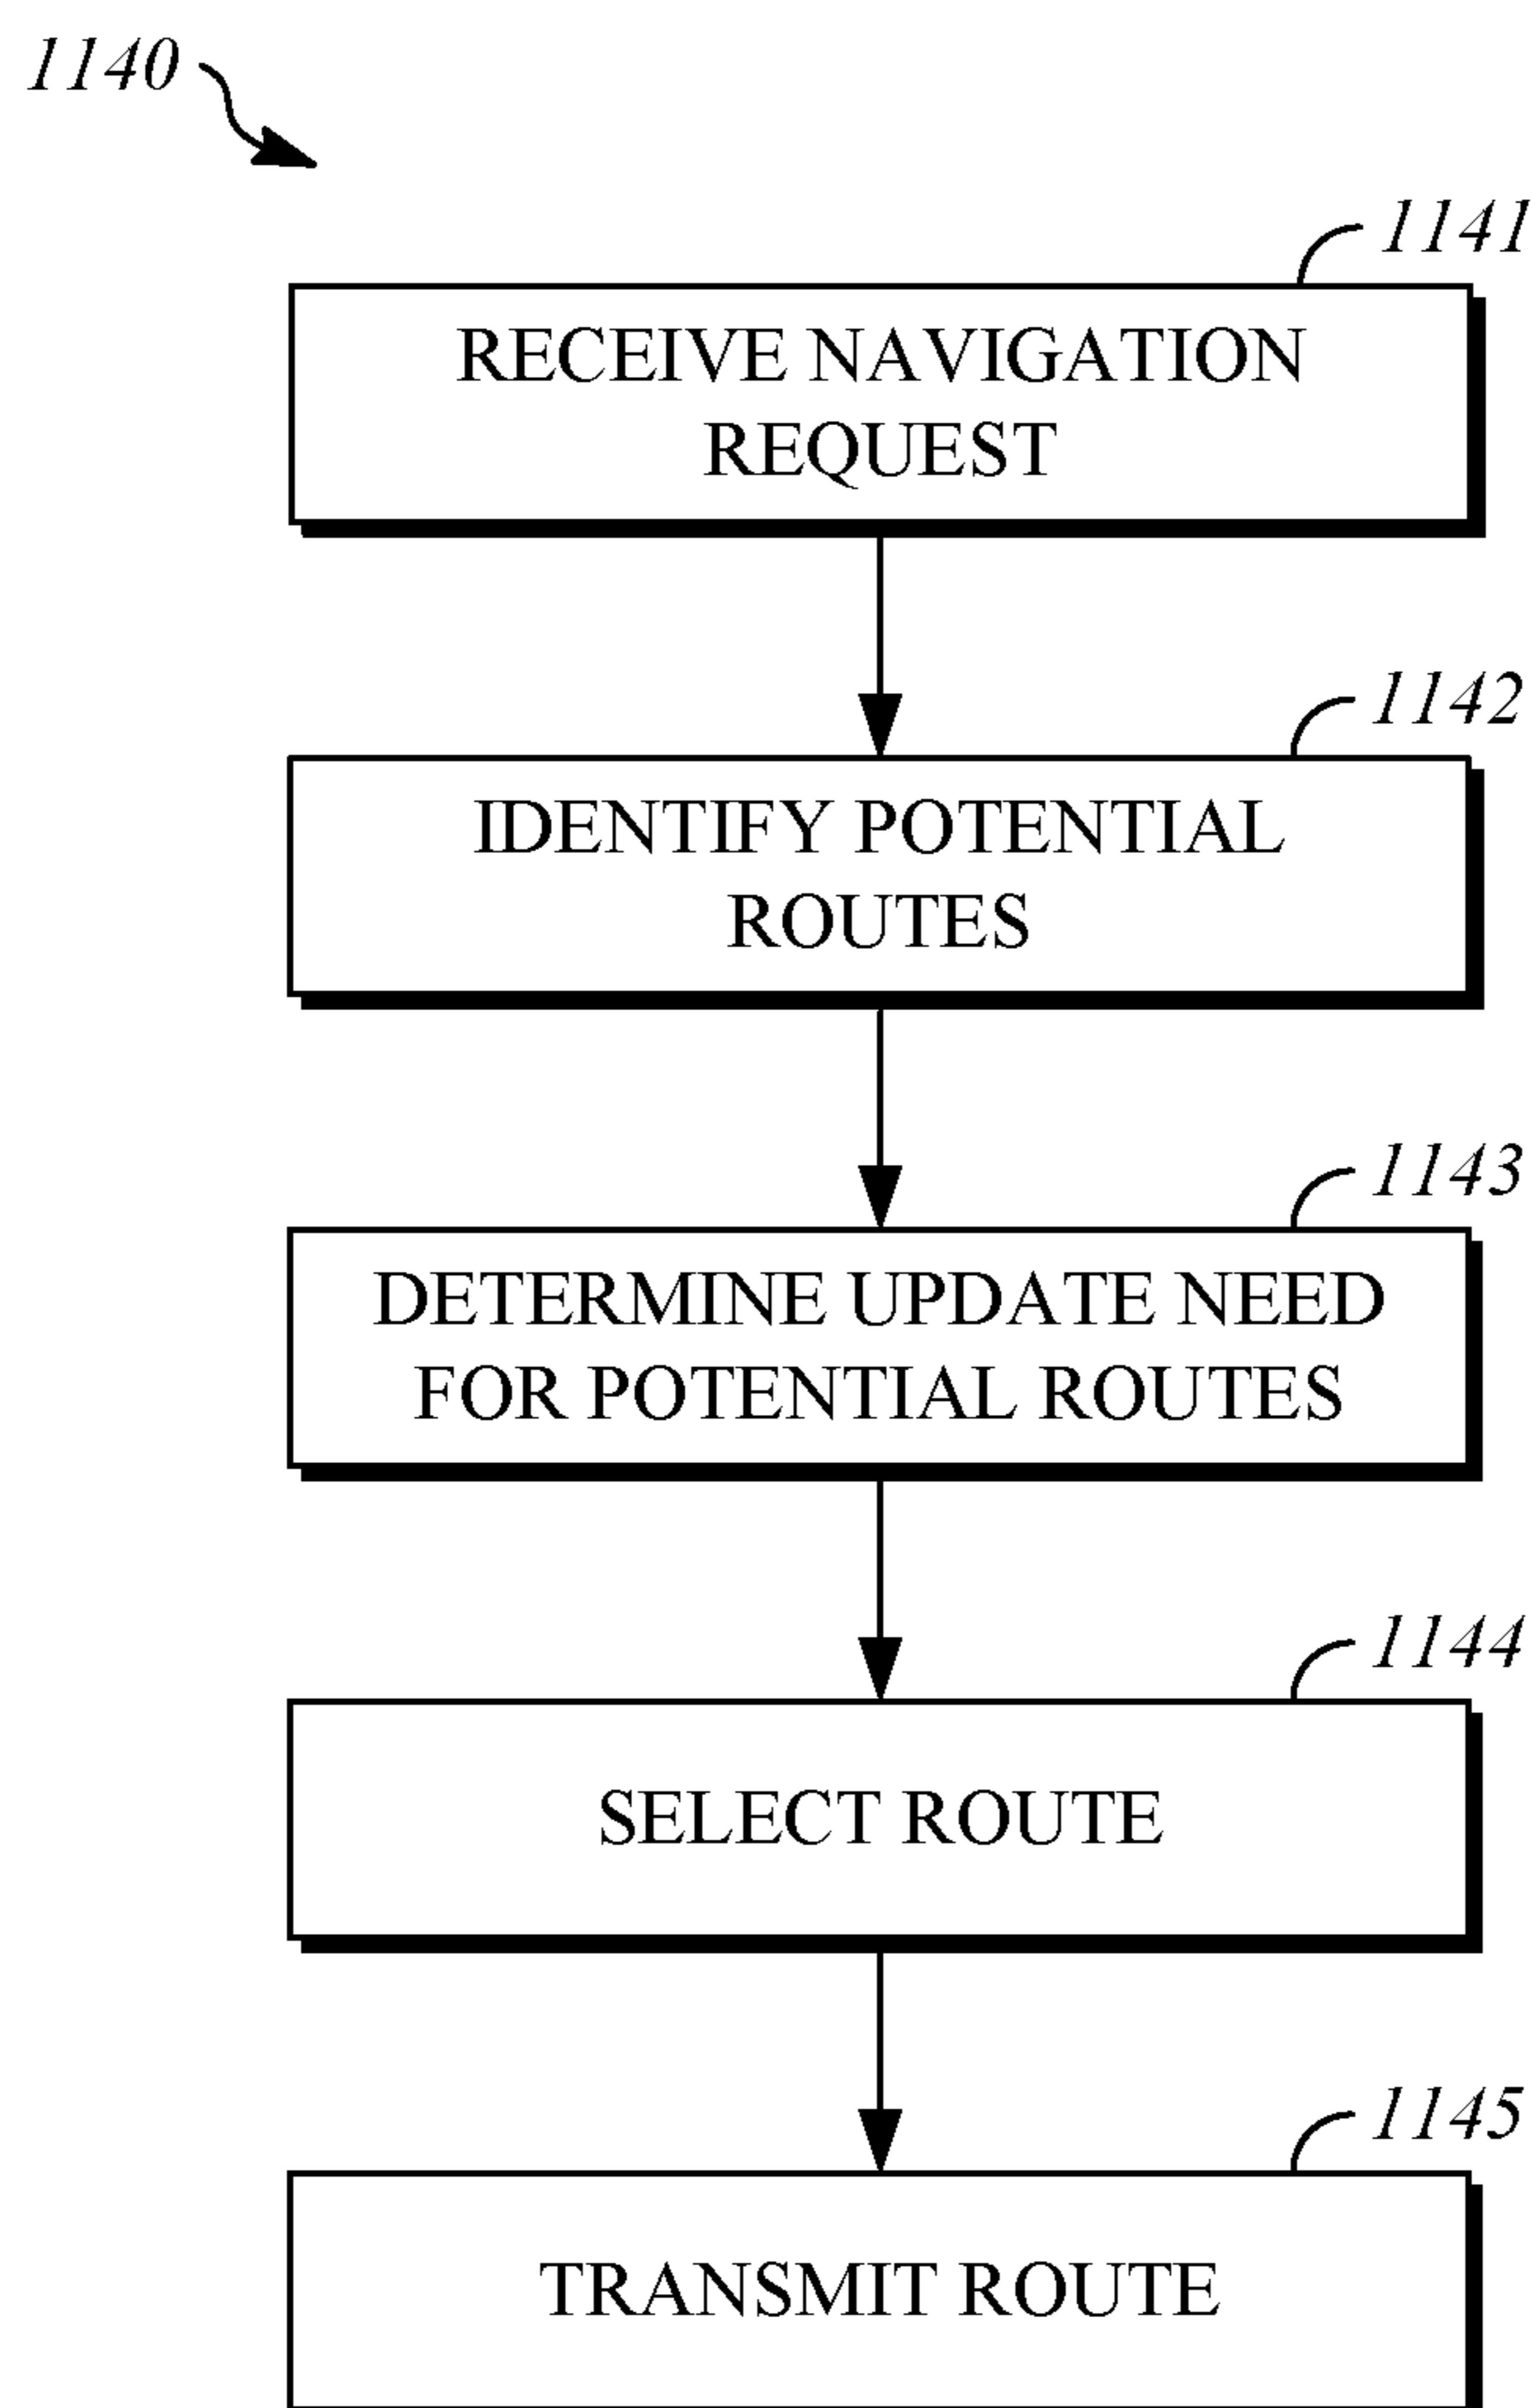 1140
1141
RECEIVE NAVIGATION
REQUEST
1142
IDENTIFY POTENTIAL
ROUTES
1143
DETERMINE UPDATE NEED
FOR POTENTIAL ROUTES
1144
SELECT ROUTE
1145
TRANSMIT ROUTE